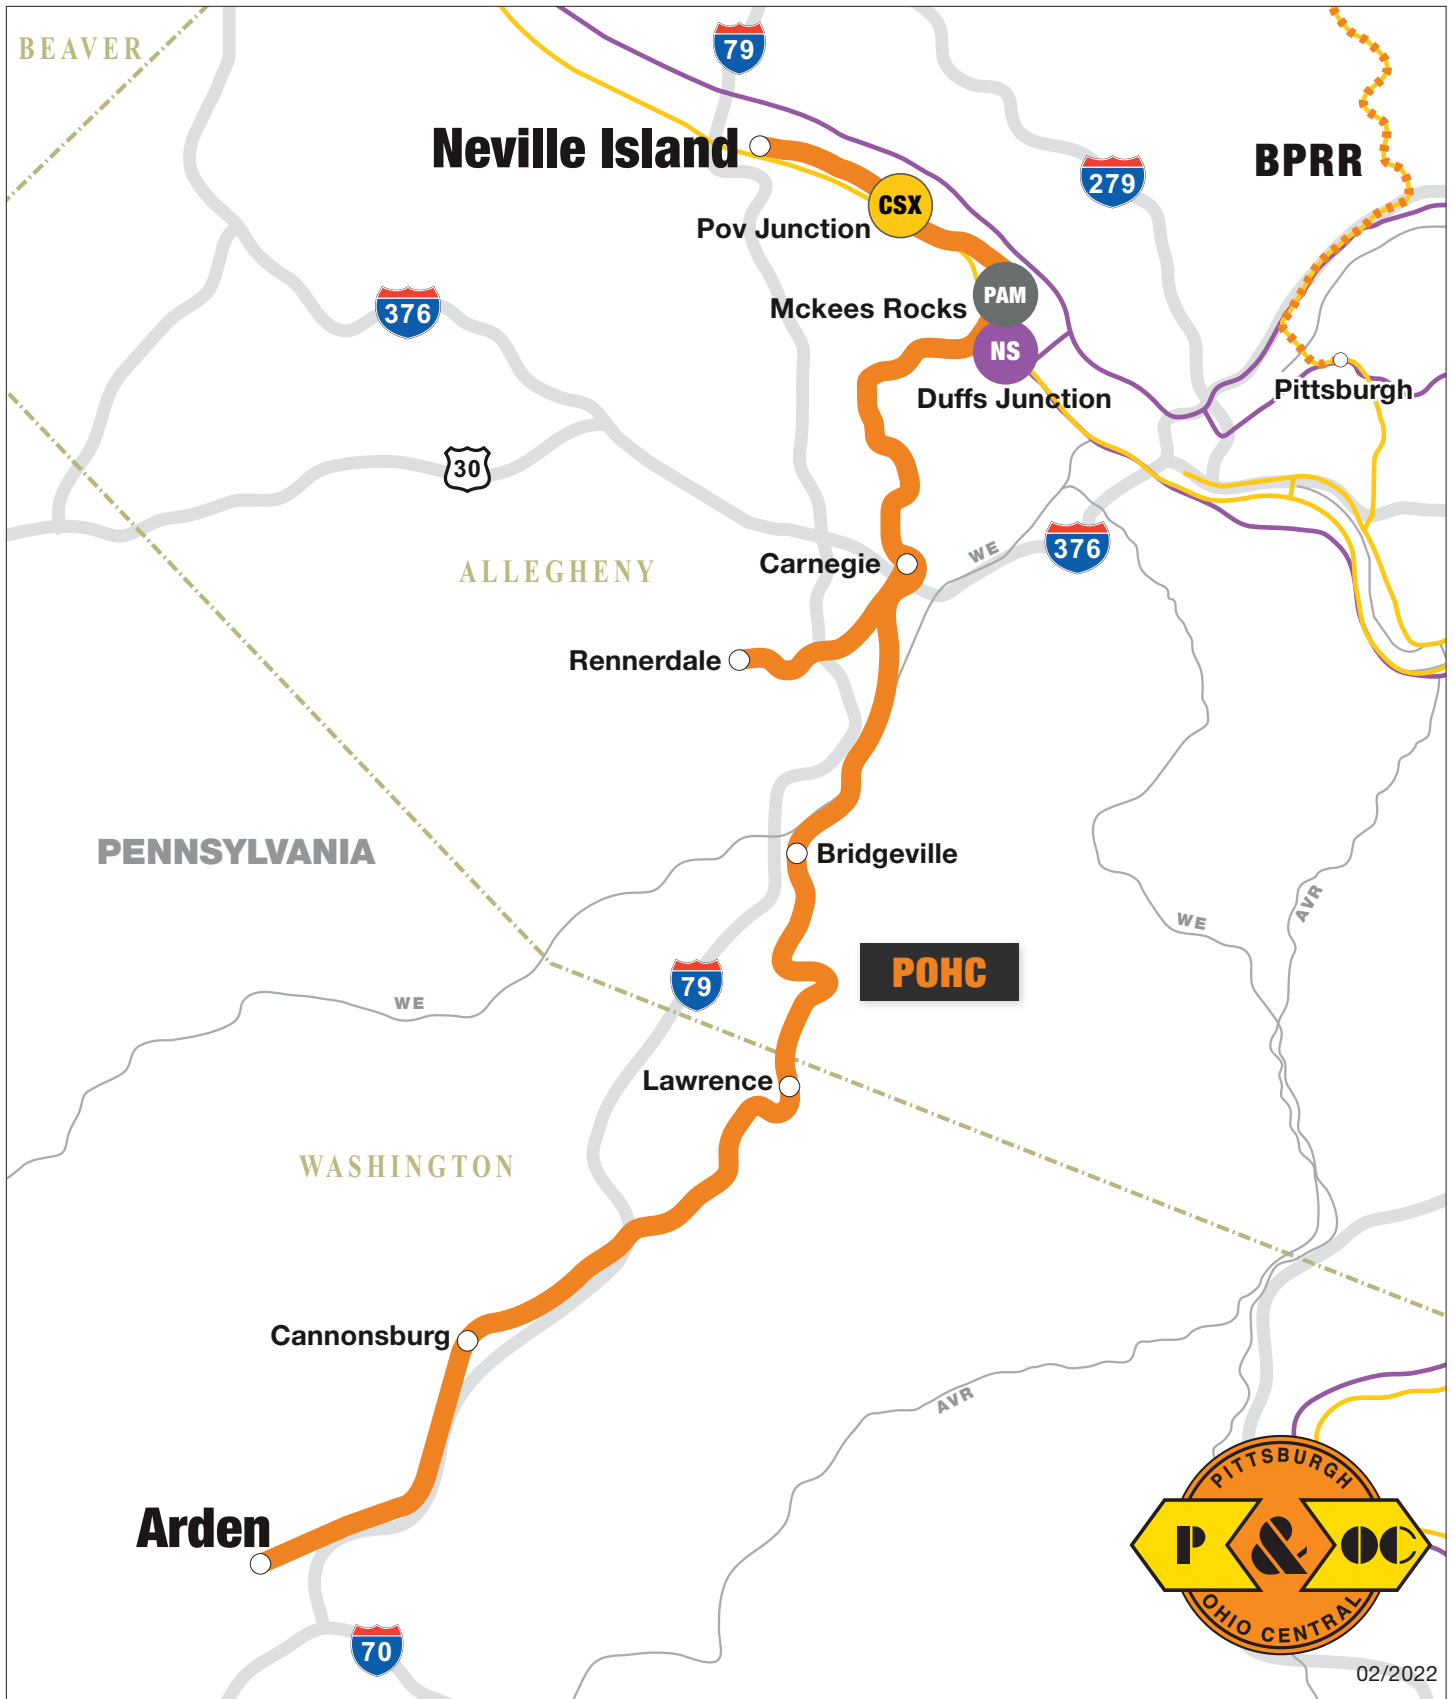 BEAVER
79
Neville Island
BPRR
279
CSX
Pov Junction
PAM
376
Mckees Rocks
NS
Duffs Junction
Pittsburgh
30
WE
376
Carnegie
ALLEGHENY
Rennerdale
PENNSYLVANIA
Bridgeville
WE
AVR
POHC
79
WE
Lawrence
WASHINGTON
Cannonsburg
AVR
Arden
PITTSBURGH
P & OC
OHIO CENTRAL
70
02/2022